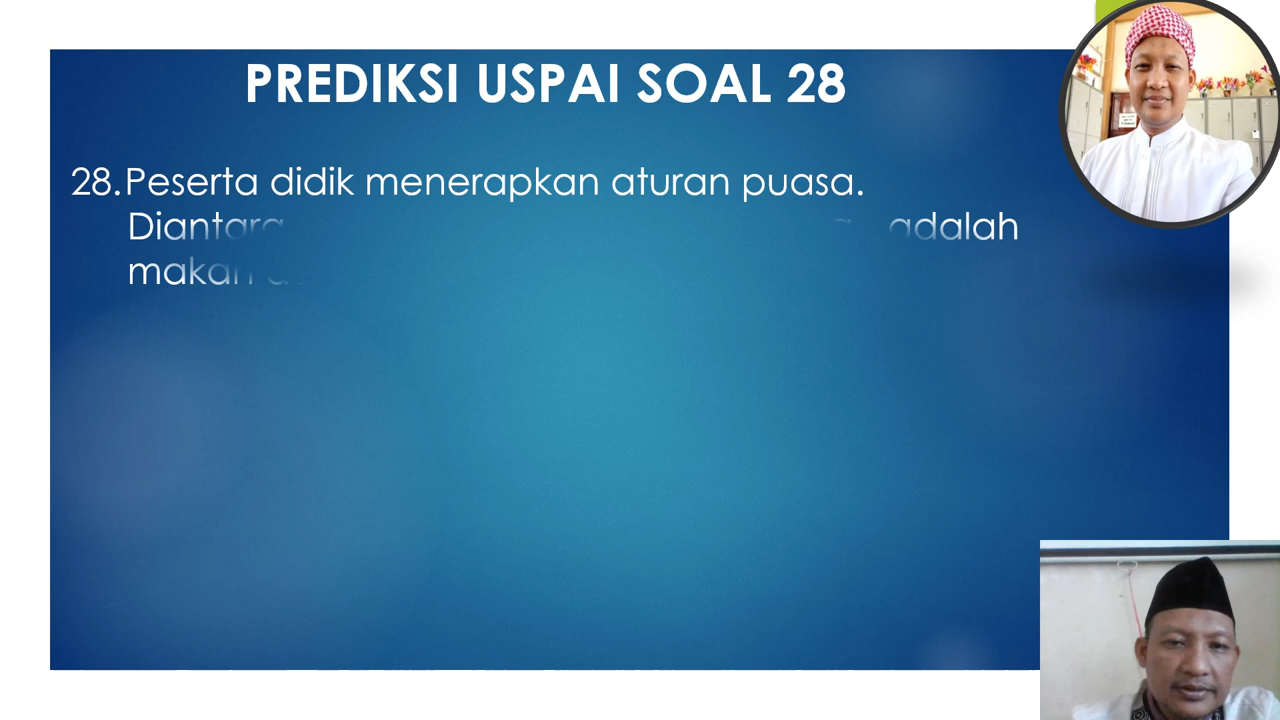 PREDIKSI USPAI SOAL 28
28.Peserta didik menerapkan aturan puasa.
Diantara adalah
makan